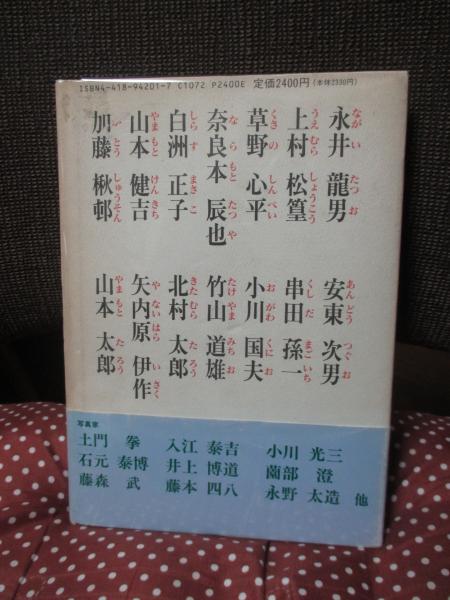 ISBN4-418-94201-7 C1072 P2400E 定価2400円(本体2330円)
永井 龍男
ながい たつお
上村 松篁
うえむら しょうこう
草野 心平
くさの しんぺい
奈良本 辰也
ならもと たつや
白洲 正子
しらす まさこ
山本 健吉
やまもと けんきち
加藤 楸邨
かとう しゅうそん
安東 次男
あんどう つぐお
串田 孫一
くしだ まごいち
小川 国夫
おがわ くにお
竹山 道雄
たけやま みちお
北村 太郎
きたむら たろう
矢内原 伊作
やないはら いさく
山本 太郎
やまもと たろう
写真家
土門 拳 入江 泰吉 小川 光三
石元 泰博 井上 博道 薗部 澄
藤森 武 藤本 四八 永野 太造 他